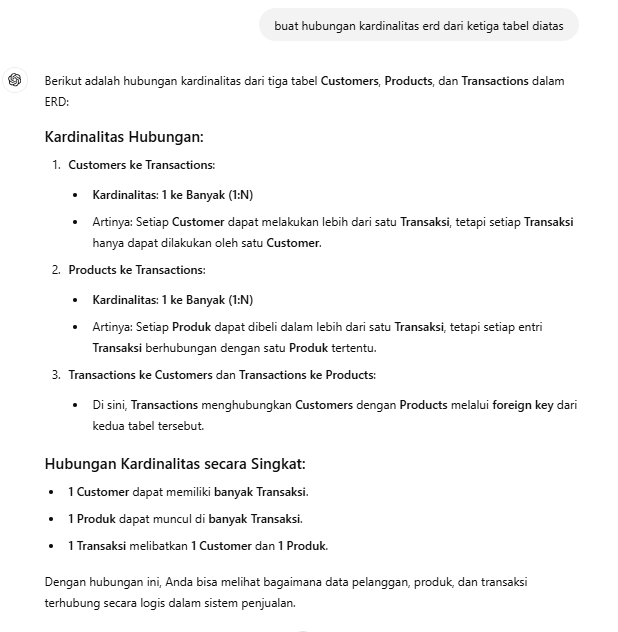 buat hubungan kardinalitas erd dari ketiga tabel diatas
Berikut adalah hubungan kardinalitas dari tiga tabel Customers, Products, dan Transactions dalam
ERD:
Kardinalitas Hubungan:
1. Customers ke Transactions:
• Kardinalitas: 1 ke Banyak (1:N)
• Artinya: Setiap Customer dapat melakukan lebih dari satu Transaksi, tetapi setiap Transaksi
hanya dapat dilakukan oleh satu Customer.
2. Products ke Transactions:
• Kardinalitas: 1 ke Banyak (1:N)
• Artinya: Setiap Produk dapat dibeli dalam lebih dari satu Transaksi, tetapi setiap entri
Transaksi berhubungan dengan satu Produk tertentu.
3. Transactions ke Customers dan Transactions ke Products:
• Di sini, Transactions menghubungkan Customers dengan Products melalui foreign key dari
kedua tabel tersebut.
Hubungan Kardinalitas secara Singkat:
• 1 Customer dapat memiliki banyak Transaksi.
• 1 Produk dapat muncul di banyak Transaksi.
• 1 Transaksi melibatkan 1 Customer dan 1 Produk.
Dengan hubungan ini, Anda bisa melihat bagaimana data pelanggan, produk, dan transaksi
terhubung secara logis dalam sistem penjualan.